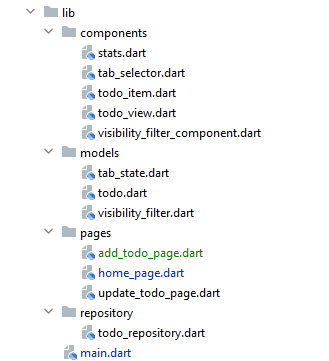 lib
components
stats.dart
tab_selector.dart
todo_item.dart
todo_view.dart
visibility_filter_component.dart
models
tab_state.dart
todo.dart
visibility_filter.dart
pages
add_todo_page.dart
home_page.dart
update_todo_page.dart
repository
todo_repository.dart
main.dart